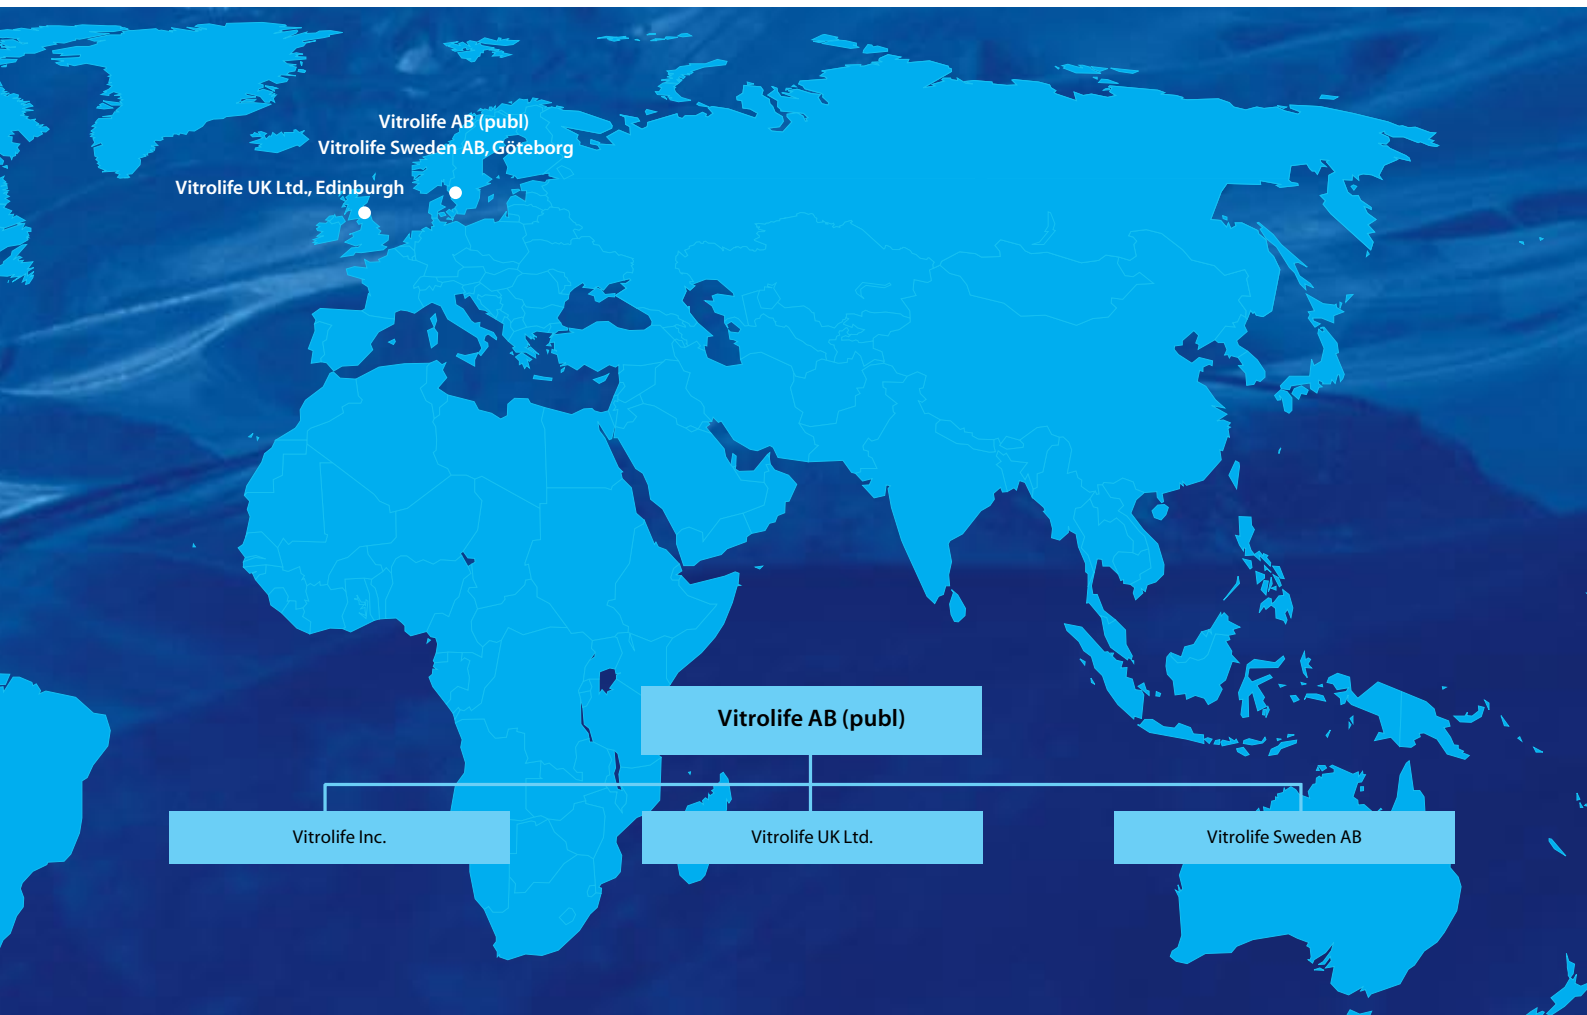 Vitrolife AB (publ)
Vitrolife Sweden AB, Göteborg
Vitrolife UK Ltd., Edinburgh
Vitrolife AB (publ)
Vitrolife Inc.
Vitrolife UK Ltd.
Vitrolife Sweden AB